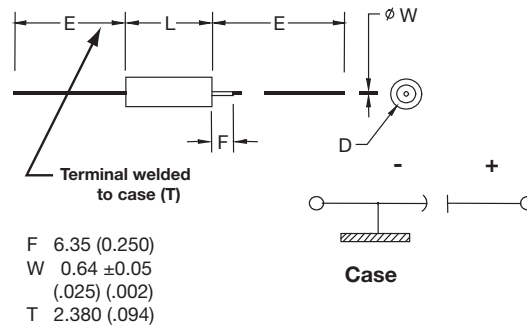 E L E ϕ W
F
D
Terminal welded
to case (T)
- +
Case
F 6.35 (0.250)
W 0.64 ±0.05
(.025) (.002)
T 2.380 (.094)